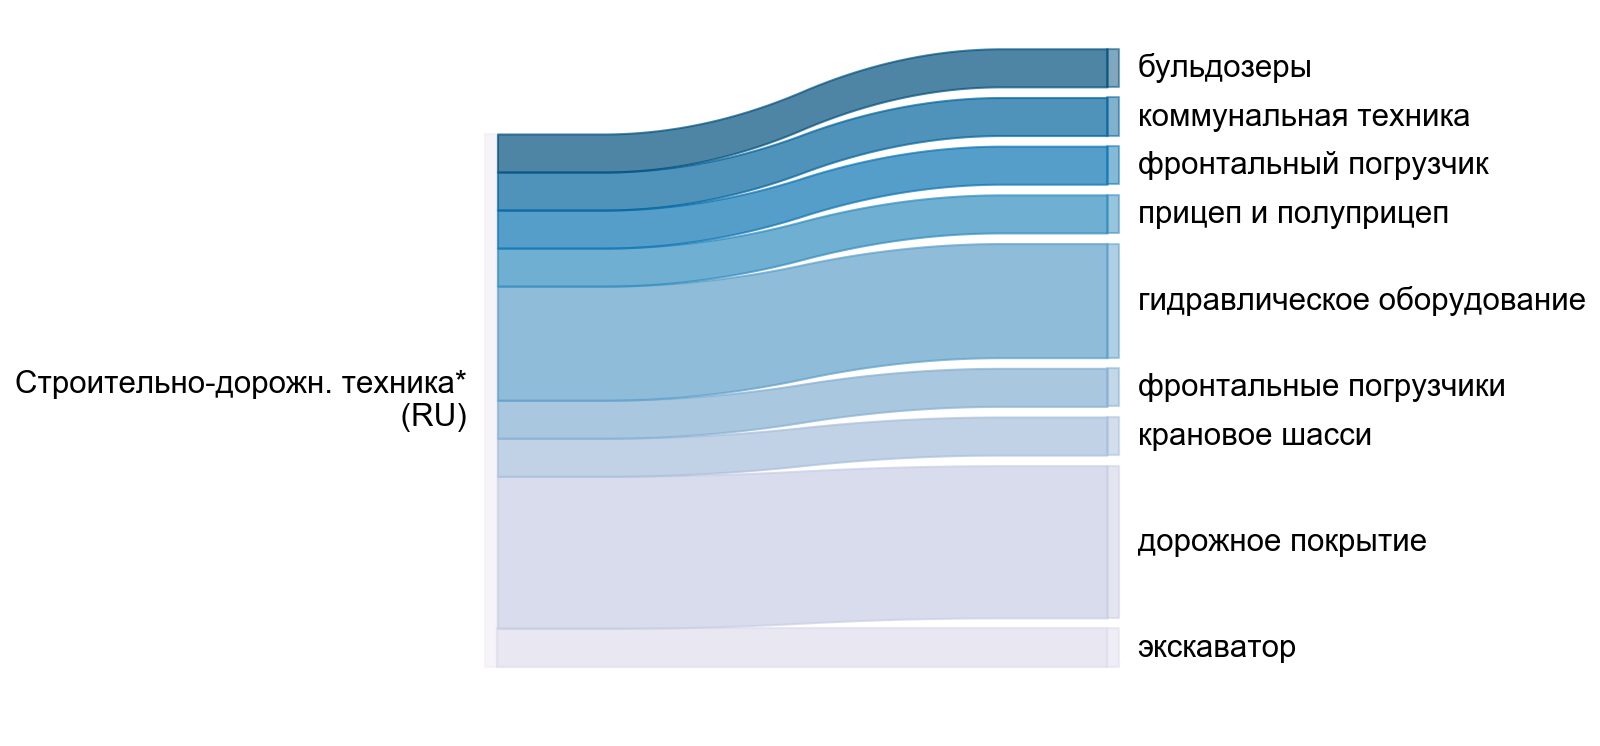 Строительно-дорожн. техника*
(RU)
бульдозеры
коммунальная техника
фронтальный погрузчик
прицеп и полуприцеп
гидравлическое оборудование
фронтальные погрузчики
крановое шасси
дорожное покрытие
экскаватор